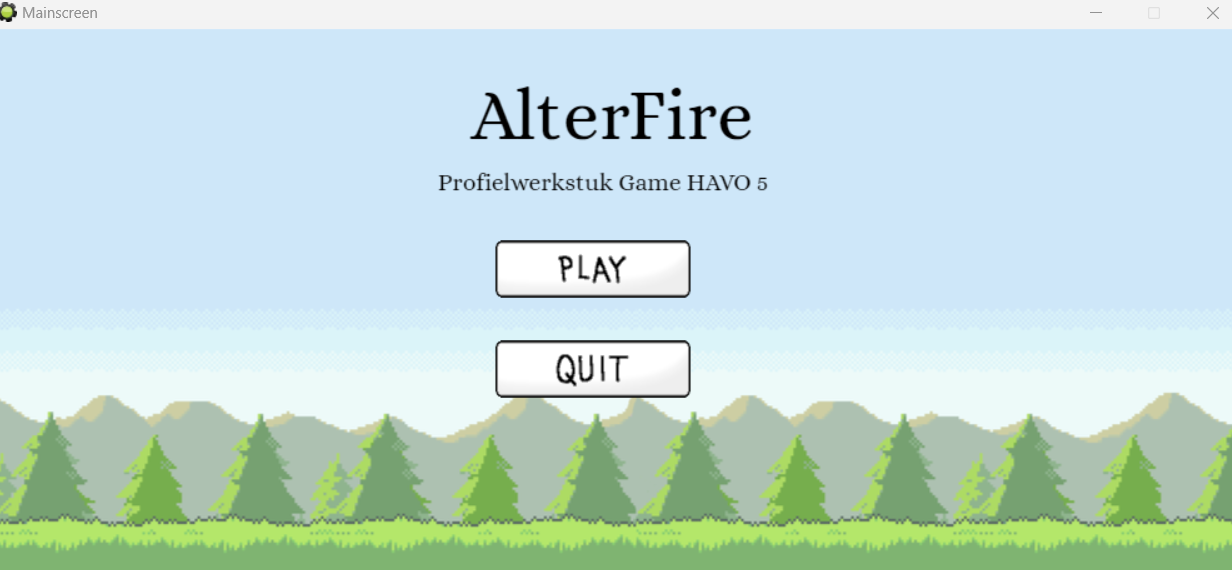 Mainscreen
AlterFire
Profielwerkstuk Game HAVO 5
PLAY
QUIT